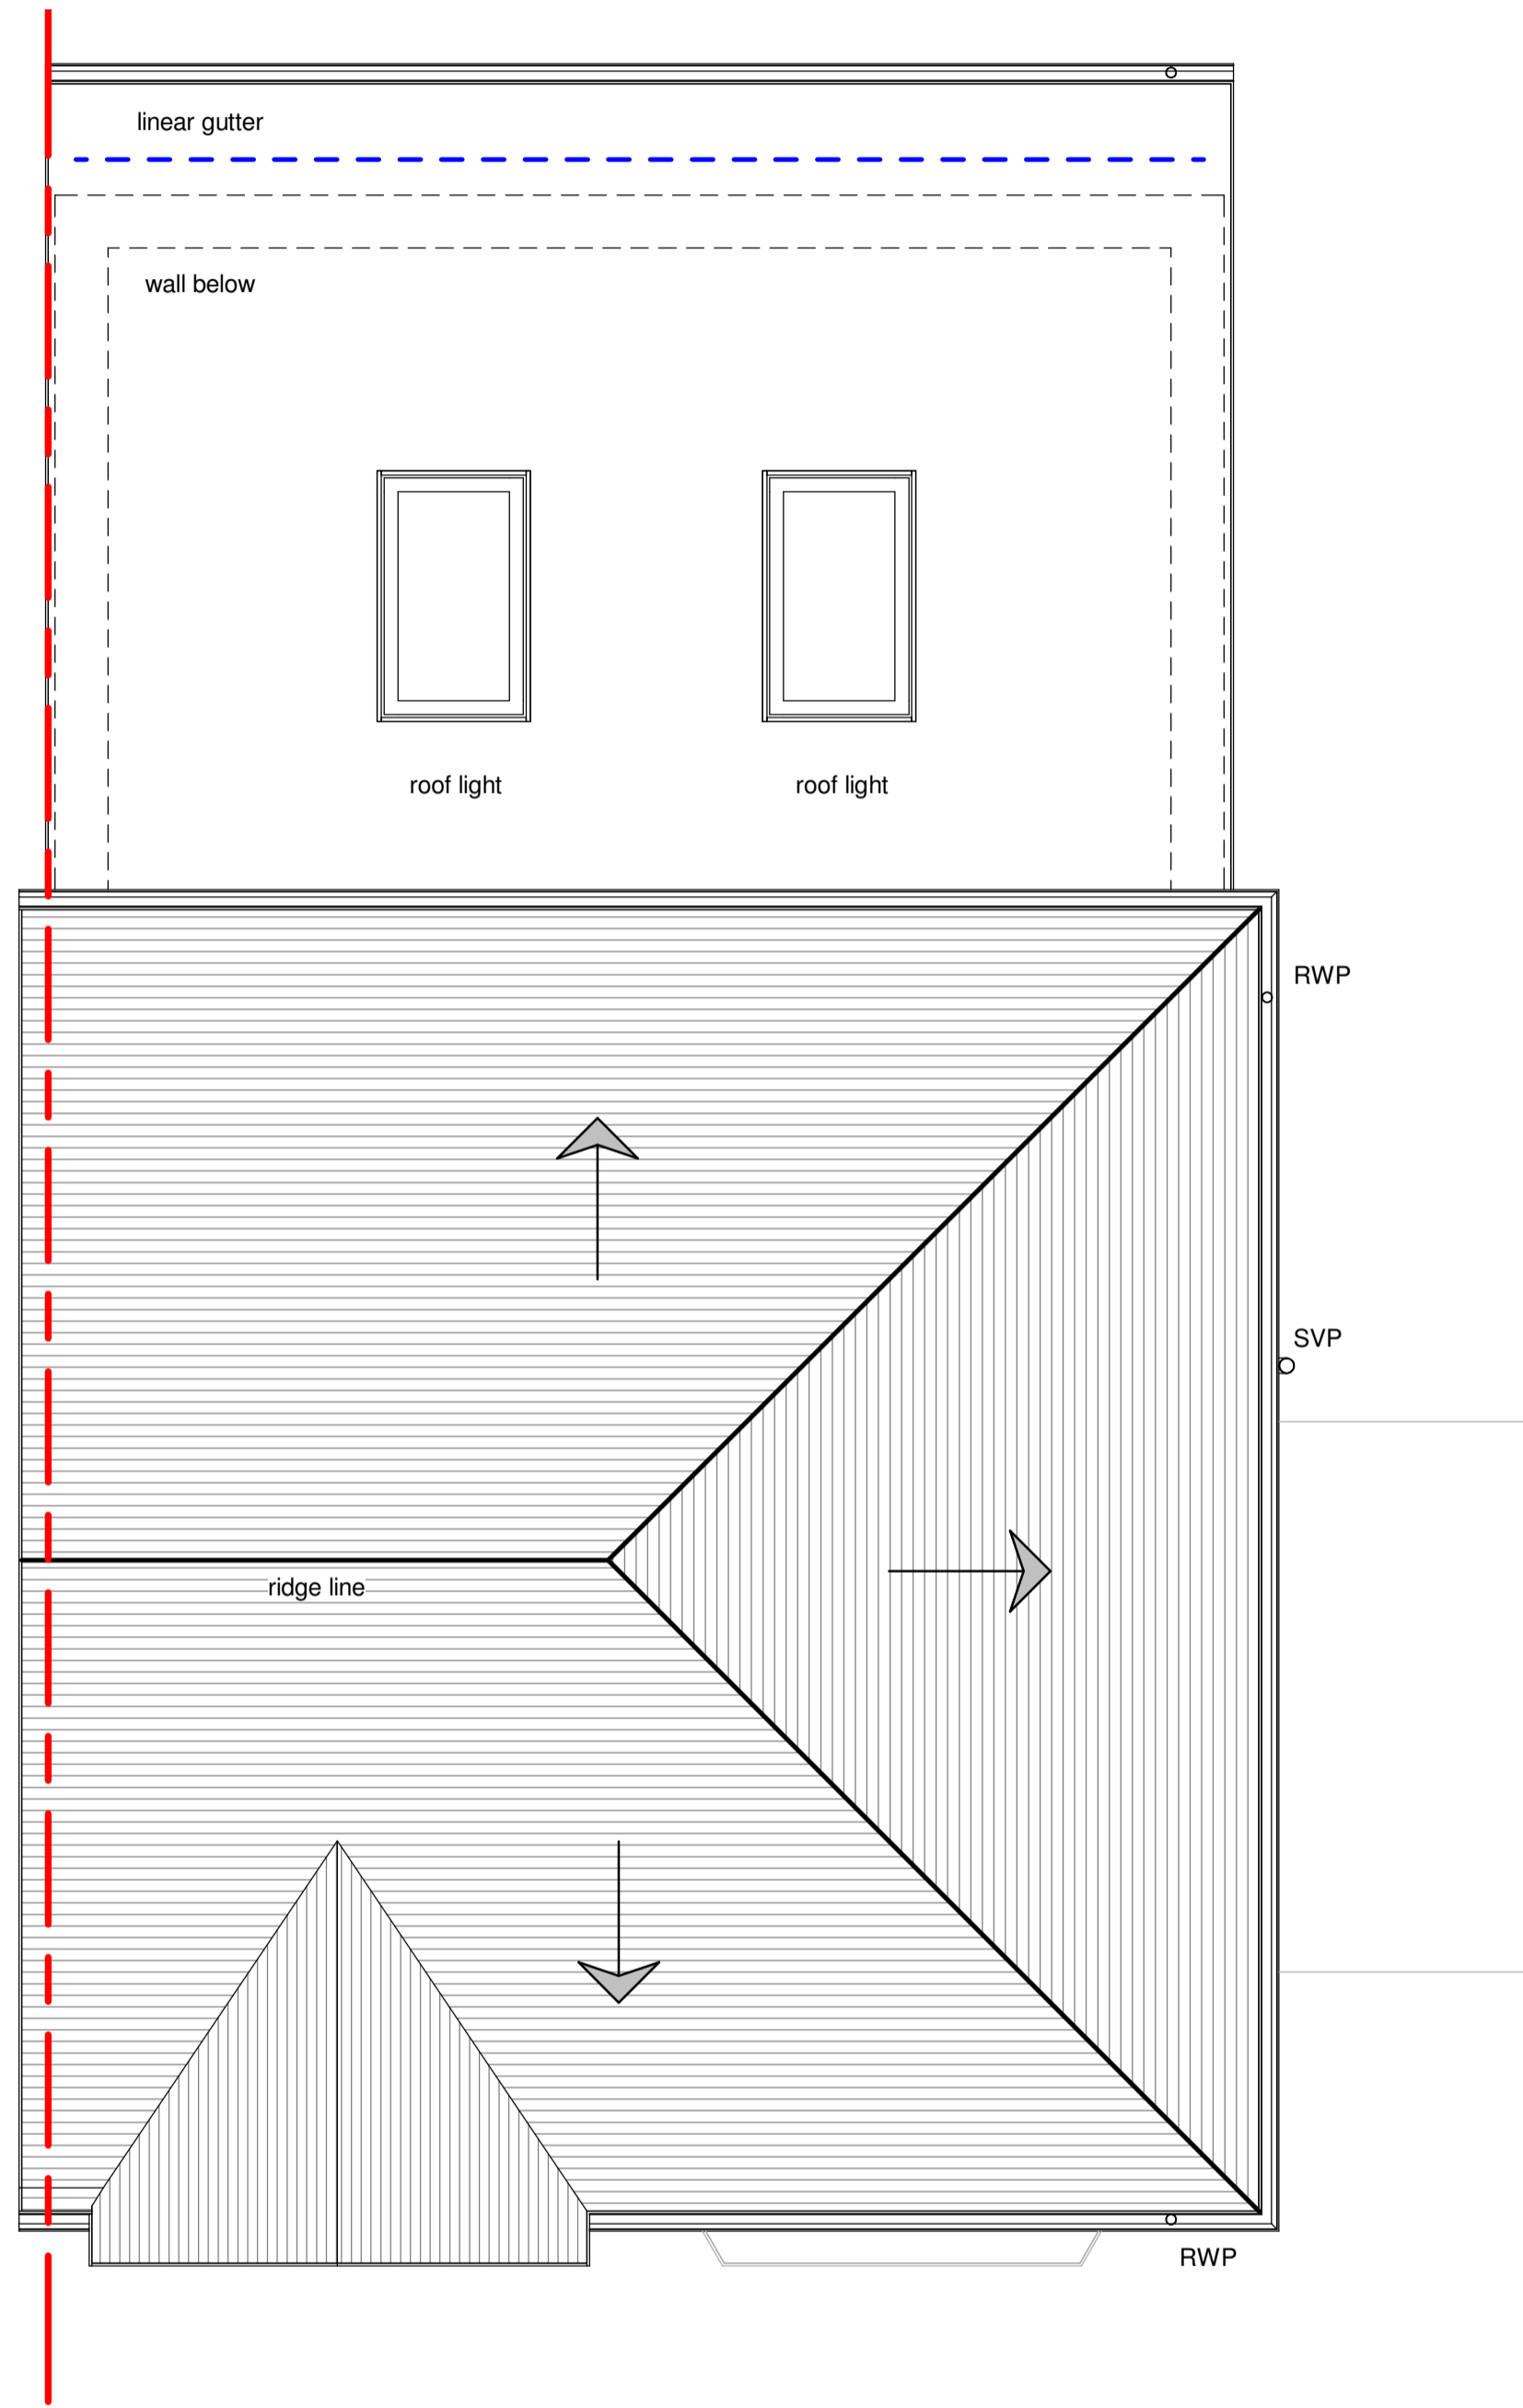 linear gutter
wall below
roof light
roof light
RWP
SVP
ridge line
RWP